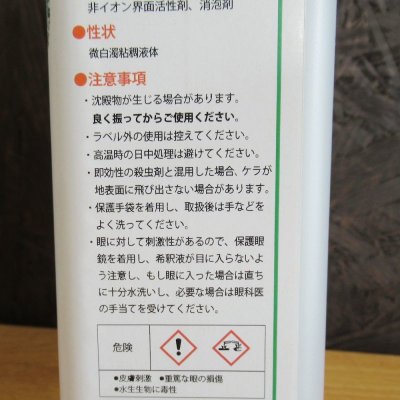 非イオン界面活性剤、消泡剤
●性状
微白濁粘稠液体
●注意事項
・沈殿物が生じる場合があります。
良く振ってからご使用ください。
・ラベル外の使用は控えてください。
・高温時の日中処理は避けてください。
・即効性の殺虫剤と混用した場合、ケラが
地表面に飛び出さない場合があります。
・保護手袋を着用し、取扱後は手などを
よく洗ってください。
・眼に対して刺激性があるので、保護眼
鏡を着用し、希釈液が目に入らないよ
う注意し、もし眼に入った場合は直ち
に十分水洗いし、必要な場合は眼科医
の手当てを受けてください。
危険
●皮膚刺激 ●重篤な眼の損傷
●水生生物に毒性